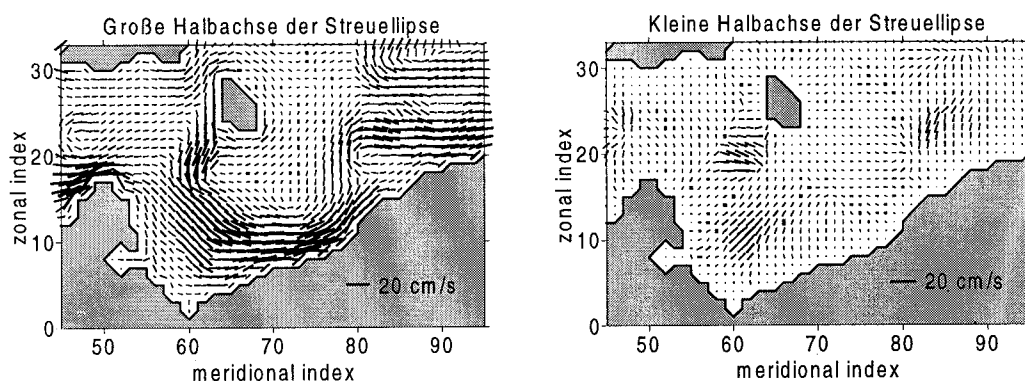 Große Halbachse der Streuellipse
30
20
10
0
zonal index
50 60 70 80 90
meridional index
20 cm/s
Kleine Halbachse der Streuellipse
30
20
10
0
zonal index
50 60 70 80 90
meridional index
20 cm/s